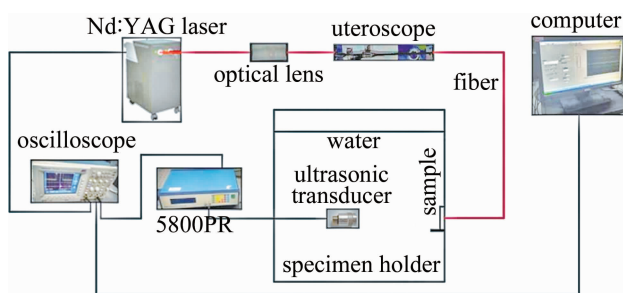 Nd:YAG laser
uteroscope
computer
optical lens
fiber
oscilloscope
water
ultrasonic
transducer
sample
5800PR
specimen holder